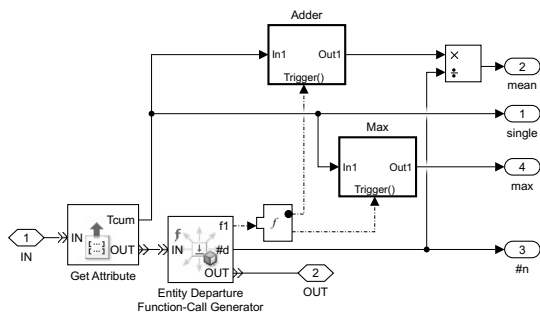 Adder
In1
Out1
Trigger()
×
÷
2
mean
1
single
Max
In1
Out1
Trigger()
4
max
1
IN
IN
Tcum
[...]
OUT
Get Attribute
f
IN
f1
#d
OUT
Entity Departure
Function-Call Generator
f
3
#n
2
OUT